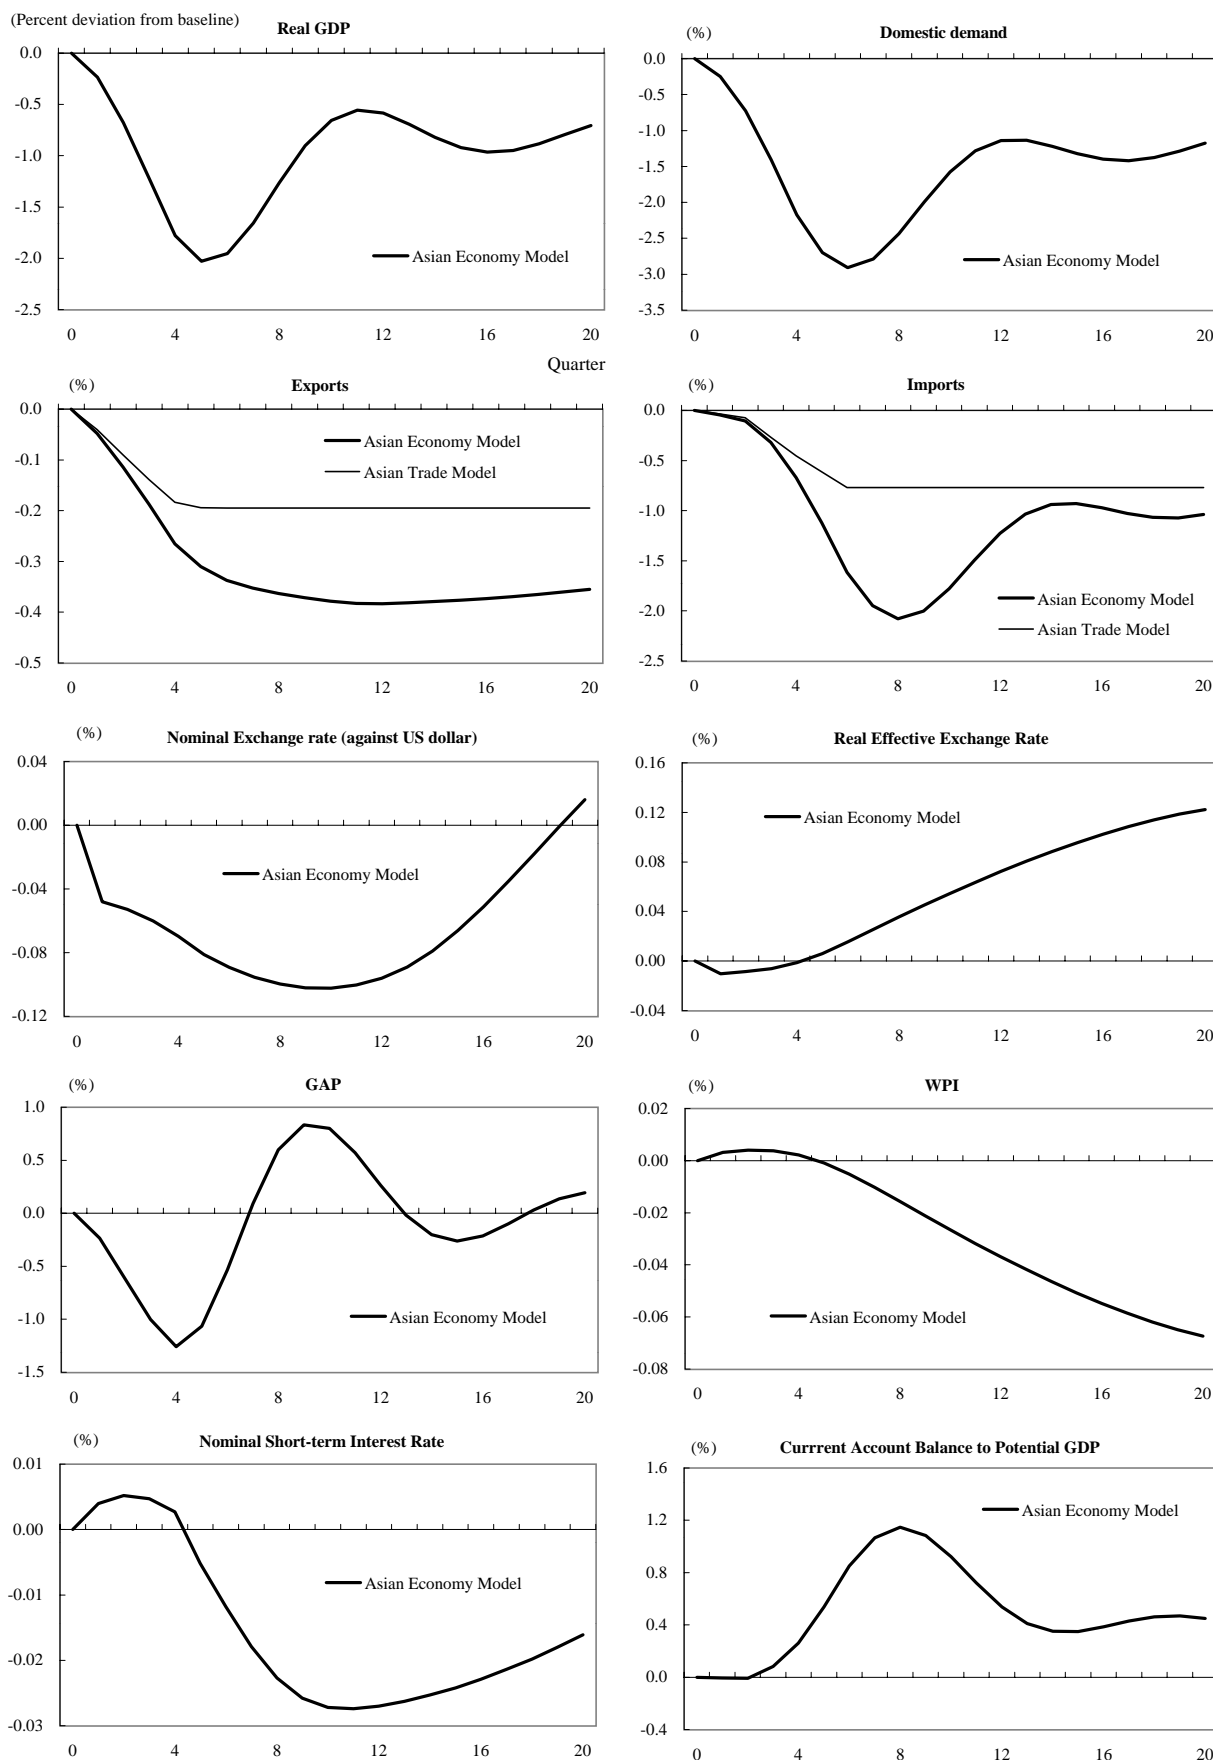 (Percent deviation from baseline)
Real GDP
0.0
-0.5
-1.0
-1.5
-2.0
-2.5
Asian Economy Model
0 4 8 12 16 20
Quarter
(%)
Domestic demand
0.0
-0.5
-1.0
-1.5
-2.0
-2.5
-3.0
-3.5
Asian Economy Model
0 4 8 12 16 20
(%)
Exports
0.0
-0.1
-0.2
-0.3
-0.4
-0.5
Asian Economy Model
Asian Trade Model
0 4 8 12 16 20
(%)
Imports
0.0
-0.5
-1.0
-1.5
-2.0
-2.5
Asian Economy Model
Asian Trade Model
0 4 8 12 16 20
(%)
Nominal Exchange rate (against US dollar)
0.04
0.00
-0.04
-0.08
-0.12
Asian Economy Model
0 4 8 12 16 20
(%)
Real Effective Exchange Rate
0.16
0.12
0.08
0.04
0.00
-0.04
Asian Economy Model
0 4 8 12 16 20
(%)
GAP
1.0
0.5
0.0
-0.5
-1.0
-1.5
Asian Economy Model
0 4 8 12 16 20
(%)
WPI
0.02
0.00
-0.02
-0.04
-0.06
-0.08
Asian Economy Model
0 4 8 12 16 20
(%)
Nominal Short-term Interest Rate
0.01
0.00
-0.01
-0.02
-0.03
Asian Economy Model
0 4 8 12 16 20
(%)
Currrent Account Balance to Potential GDP
1.6
1.2
0.8
0.4
0.0
-0.4
Asian Economy Model
0 4 8 12 16 20